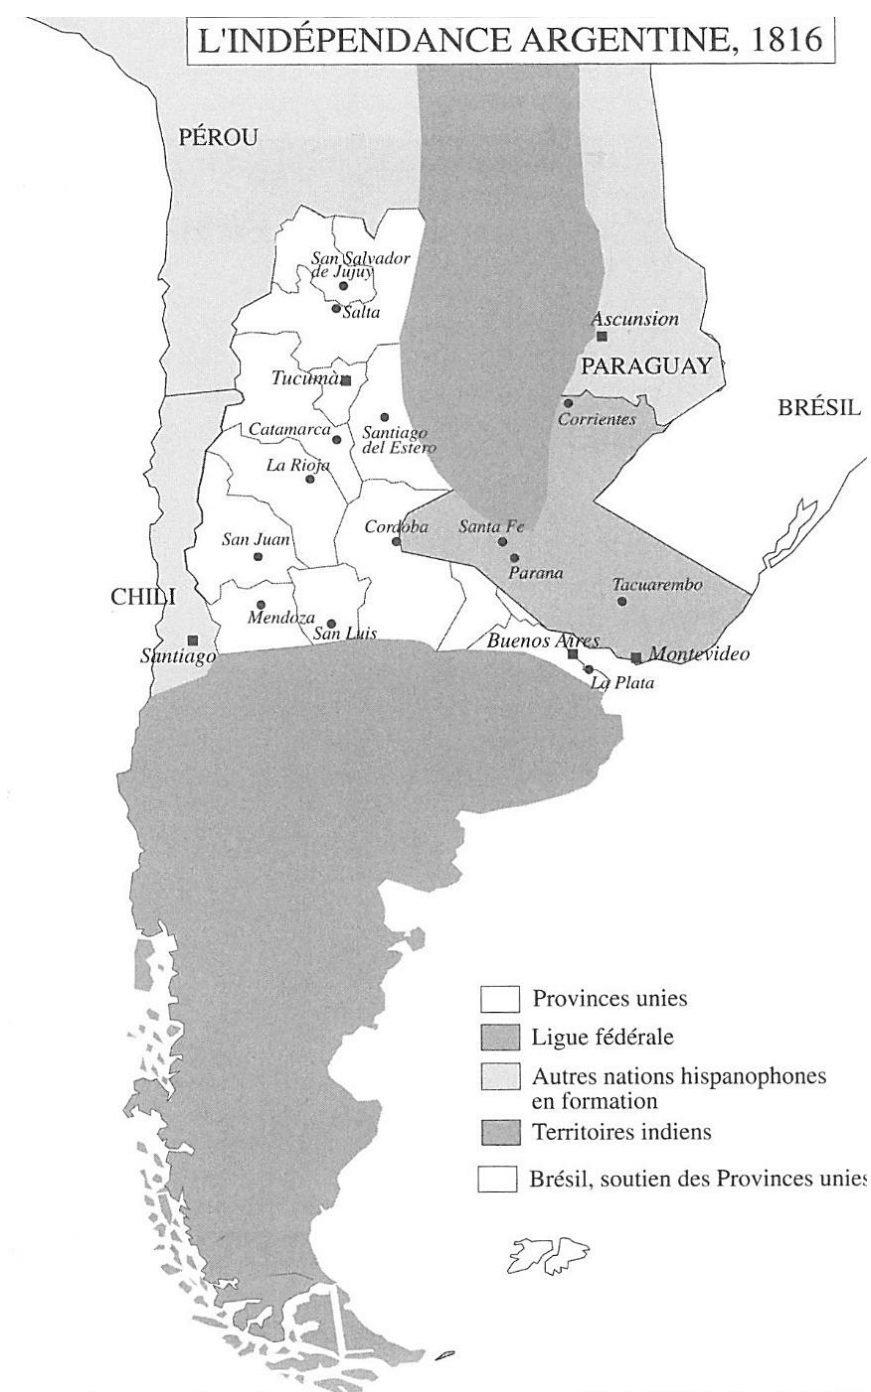 L'INDÉPENDANCE ARGENTINE, 1816
PÉROU
San Salvador
de Jujuy
Salta
Ascunsion
PARAGUAY
Tucumàn
BRÉSIL
Corrientes
Catamarca
Santiago
del Estero
La Rioja
Cordoba
Santa Fe
San Juan
Parana
Tacuarembo
CHILI
Mendoza
San Luis
Buenos Aires
Montevideo
Santiago
La Plata
Provinces unies
Ligue fédérale
Autres nations hispanophones
en formation
Territoires indiens
Brésil, soutien des Provinces unies